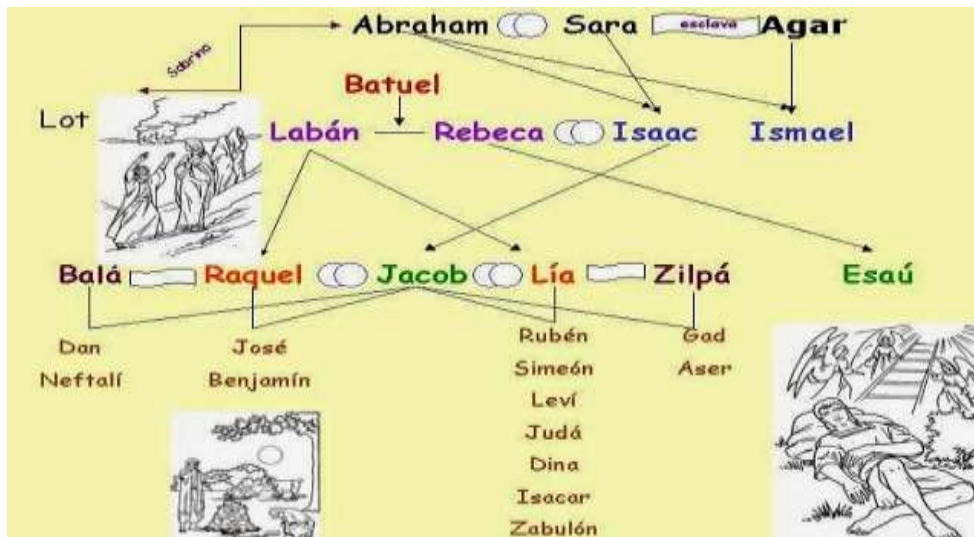 Abraham Sara esclava Agar
Sobrino
Batuel
Lot
Labán Rebeca Isaac Ismael
Balá Raquel Jacob Lía Zilpá Esaú
Dan José Rubén Gad
Neftalí Benjamín Simeón Aser
Leví
Judá
Dina
Isacar
Zabulón